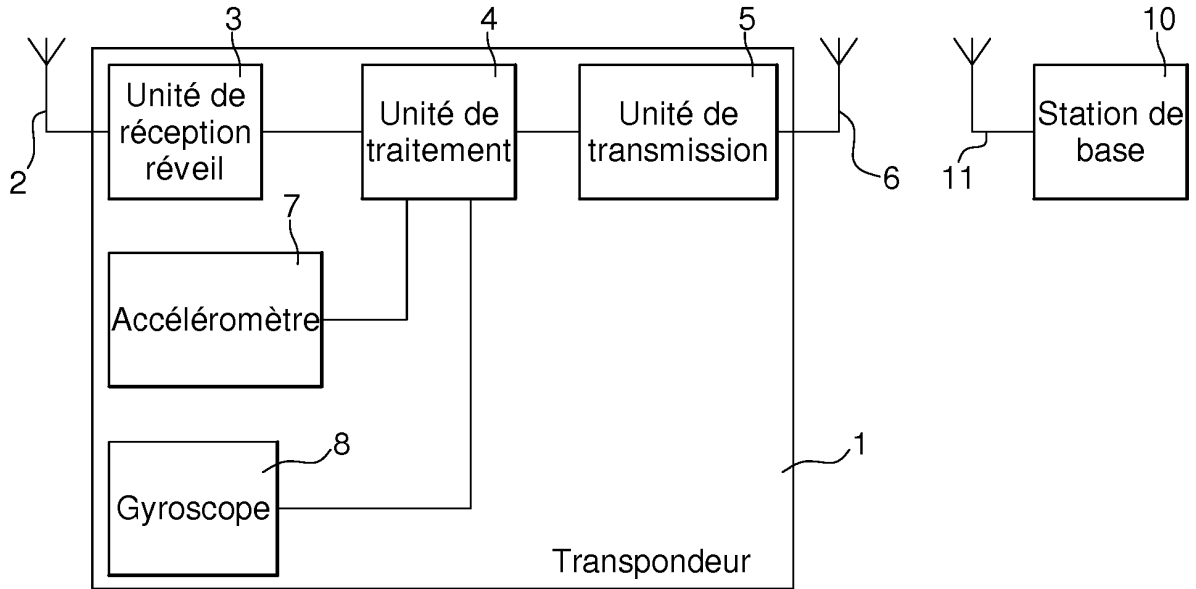 3
4
5
10
Unité de
réception
réveil
Unité de
traitement
Unité de
transmission
Station de
base
2
6
11
7
Accéléromètre
8
1
Gyroscope
Transpondeur